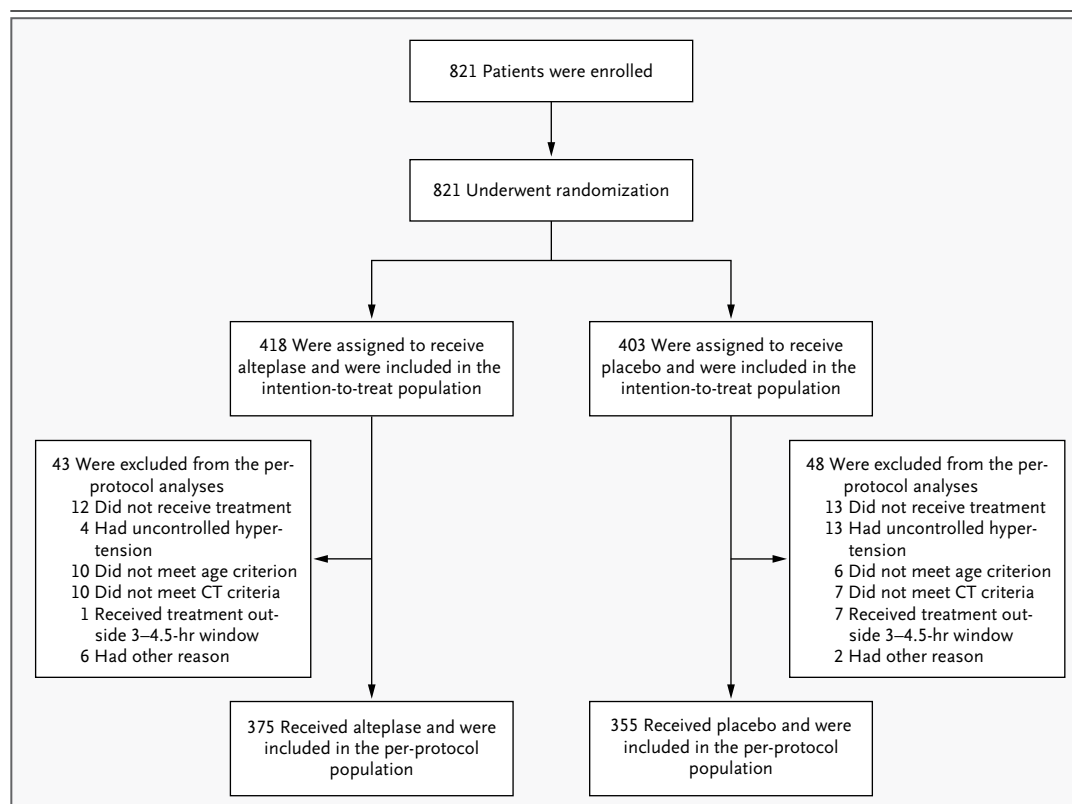 821 Patients were enrolled
821 Underwent randomization
418 Were assigned to receive
alteplase and were included in the
intention-to-treat population
403 Were assigned to receive
placebo and were included in the
intention-to-treat population
43 Were excluded from the per-
protocol analyses
12 Did not receive treatment
4 Had uncontrolled hyper-
tension
10 Did not meet age criterion
10 Did not meet CT criteria
1 Received treatment out-
side 3–4.5-hr window
6 Had other reason
48 Were excluded from the per-
protocol analyses
13 Did not receive treatment
13 Had uncontrolled hyper-
tension
6 Did not meet age criterion
7 Did not meet CT criteria
7 Received treatment out-
side 3–4.5-hr window
2 Had other reason
375 Received alteplase and were
included in the per-protocol
population
355 Received placebo and were
included in the per-protocol
population